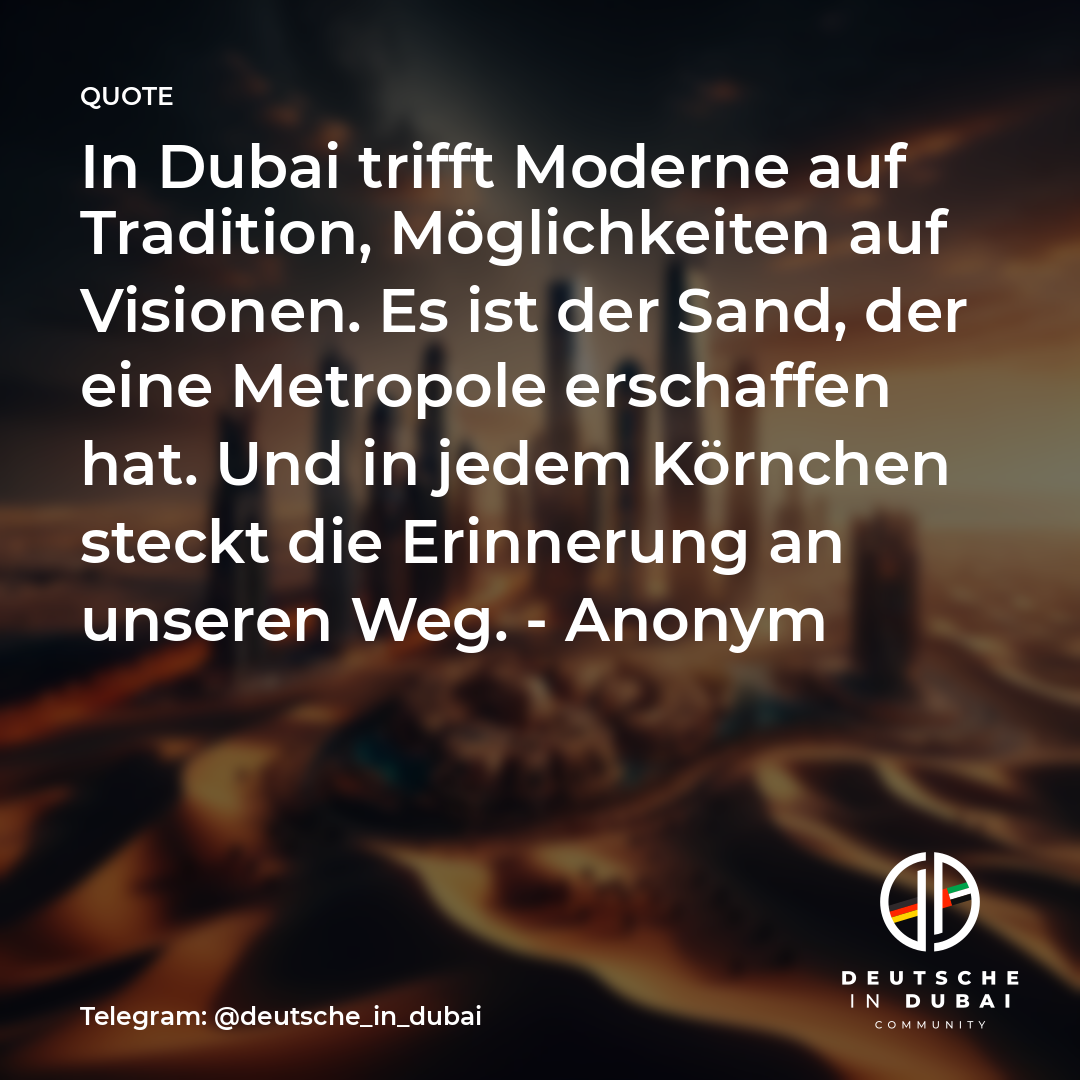 QUOTE
In Dubai trifft Moderne auf
Tradition, Möglichkeiten auf
Visionen. Es ist der Sand, der
eine Metropole erschaffen
hat. Und in jedem Körnchen
steckt die Erinnerung an
unseren Weg. - Anonym
Telegram: @deutsche_in_dubai
DEUTSCHE
IN DUBAI
COMMUNITY